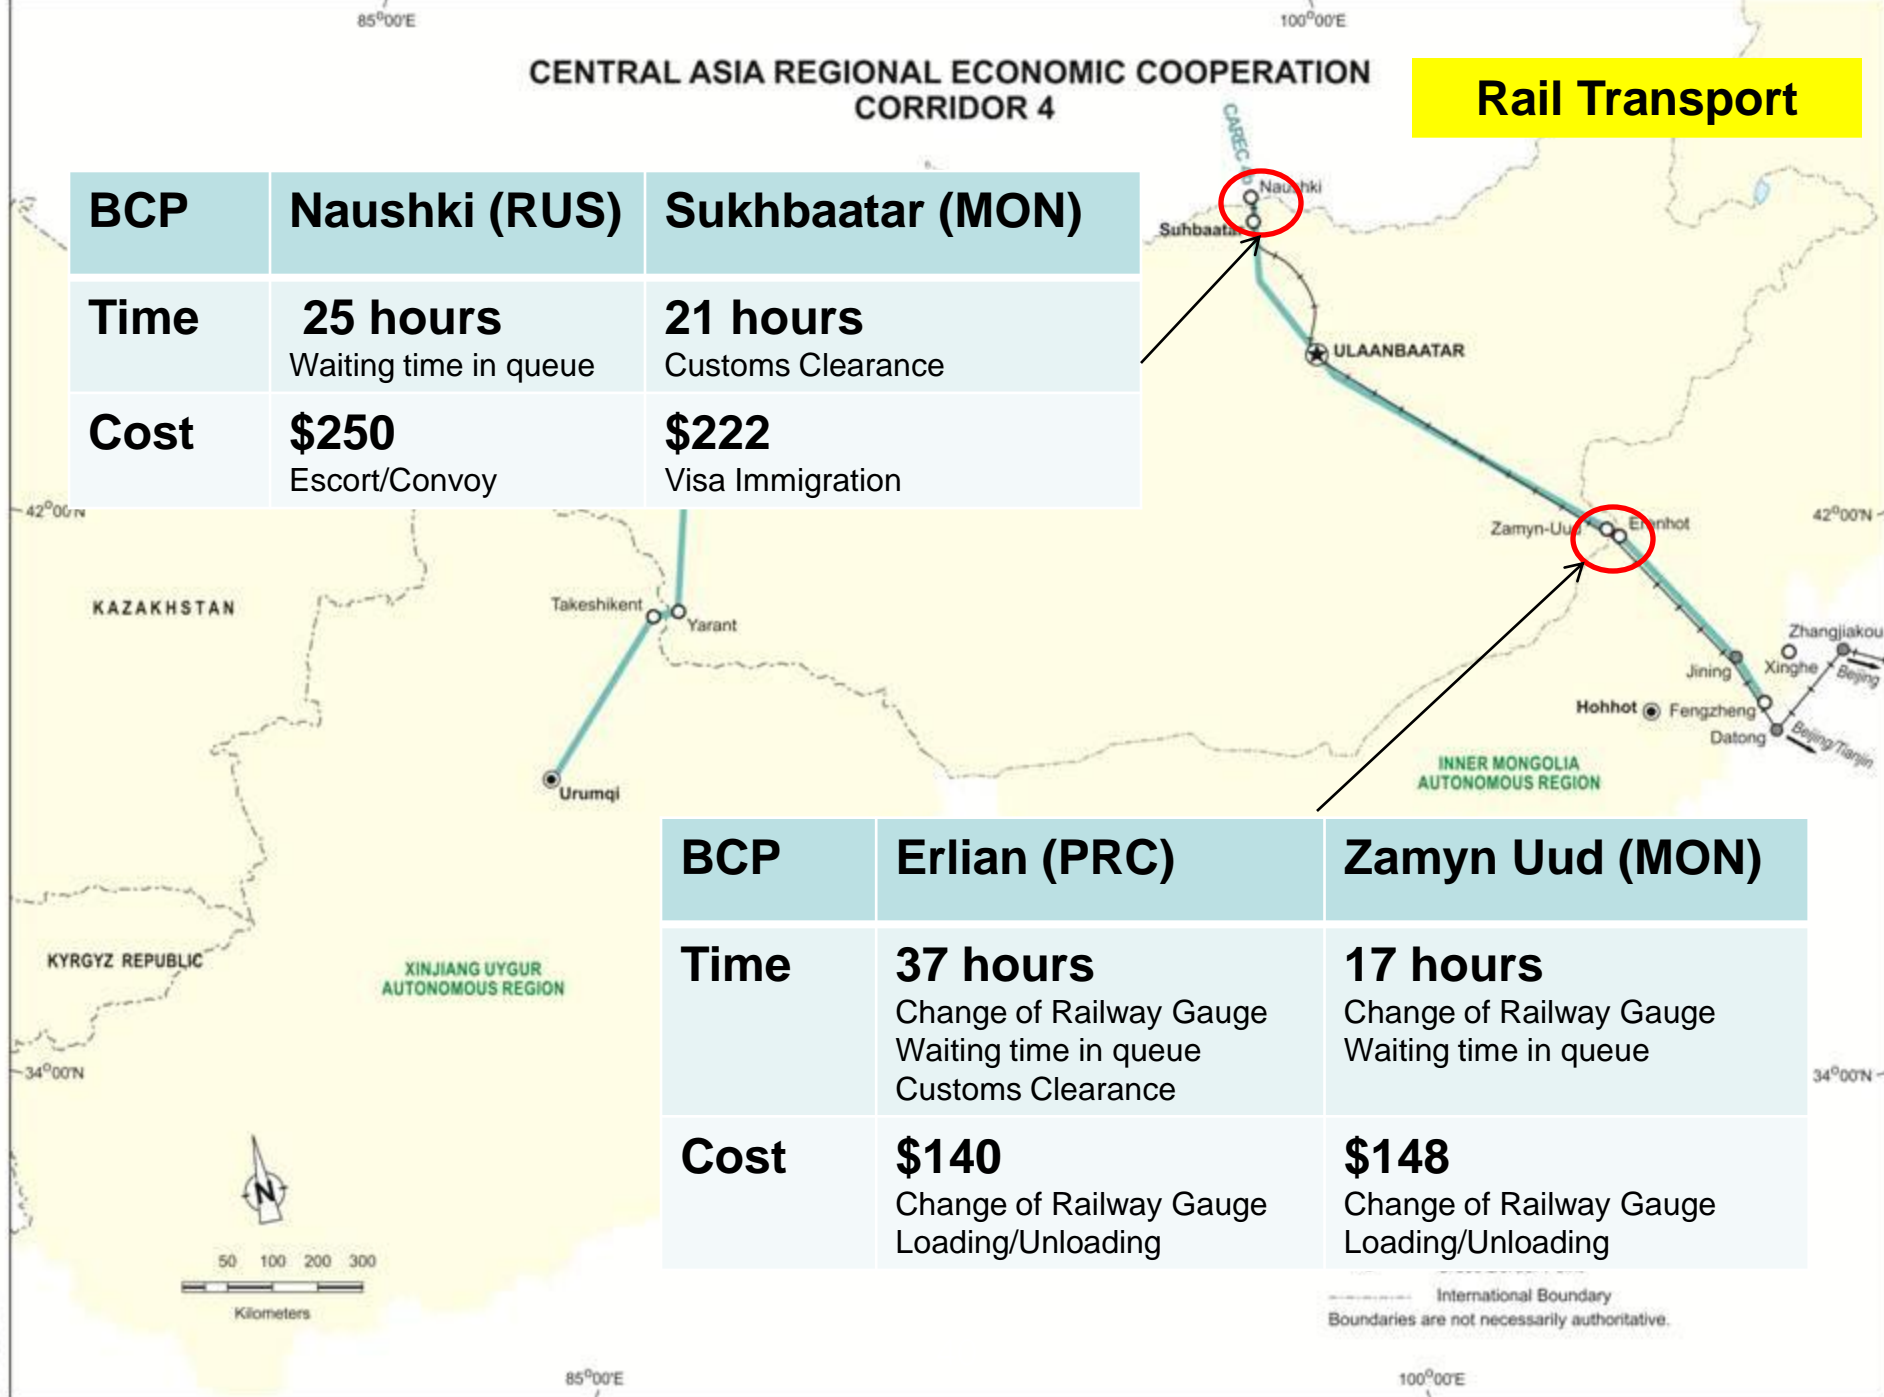 85°00'E
100°00'E
CENTRAL ASIA REGIONAL ECONOMIC COOPERATION
CORRIDOR 4
Rail Transport
CAREC
BCP
Naushki (RUS)
Sukhbaatar (MON)
Time
25 hours
Waiting time in queue
21 hours
Customs Clearance
Cost
$250
Escort/Convoy
$222
Visa Immigration
Naushki
Suhbaatar
ULAANBAATAR
42°00'N
42°00'N
Zamyn-Uud
Erenhot
KAZAKHSTAN
Takeshikent
Yarant
Zhangjiakou
Jining
Xinghe
Beijing
Hohhot
Fengzheng
Datong
Beijing/Tianjin
INNER MONGOLIA
AUTONOMOUS REGION
Urumqi
BCP
Erlian (PRC)
Zamyn Uud (MON)
Time
37 hours
Change of Railway Gauge
Waiting time in queue
Customs Clearance
17 hours
Change of Railway Gauge
Waiting time in queue
Cost
$140
Change of Railway Gauge
Loading/Unloading
$148
Change of Railway Gauge
Loading/Unloading
KYRGYZ REPUBLIC
XINJIANG UYGUR
AUTONOMOUS REGION
34°00'N
34°00'N
N
50 100 200 300
Kilometers
International Boundary
Boundaries are not necessarily authoritative.
85°00'E
100°00'E